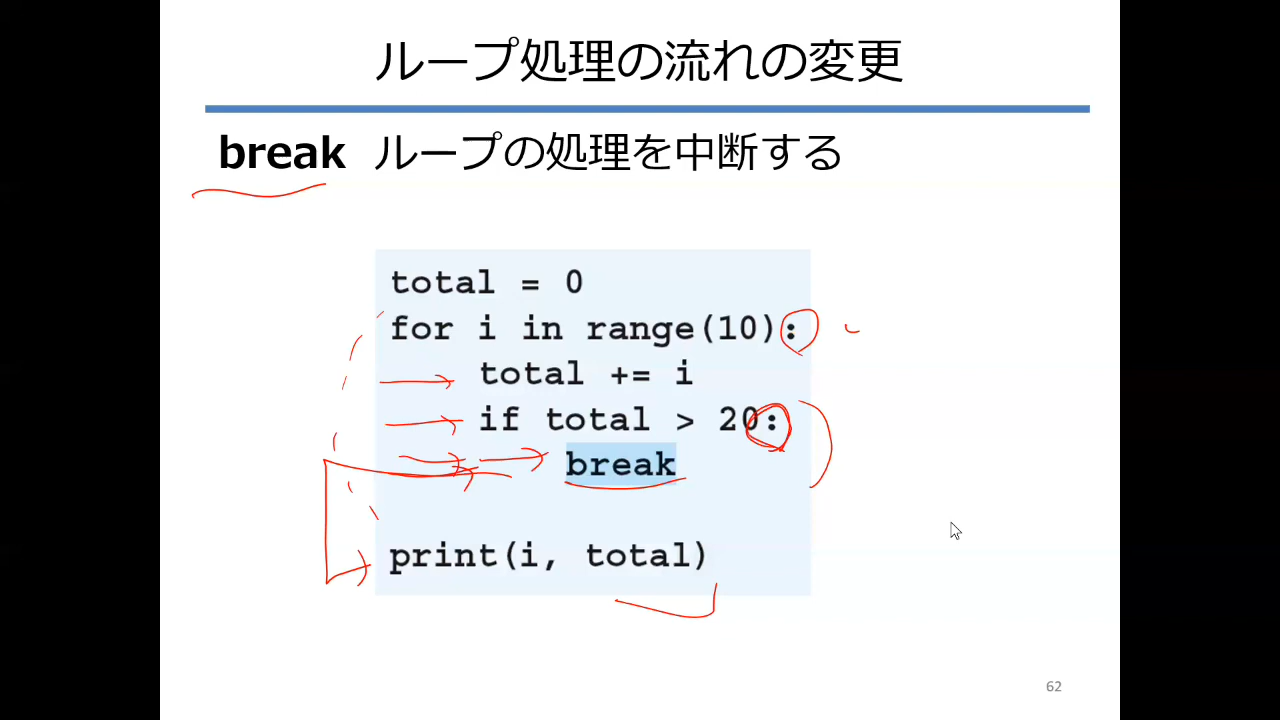 ループ処理の流れの変更
break ループの処理を中断する
total = 0
for i in range(10):
total += i
if total > 20:
break
print(i, total)
62